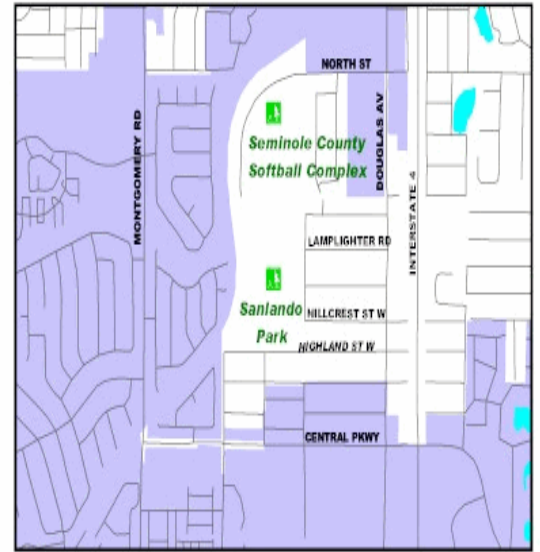 NORTH ST
MONTGOMERY RD
DOUGLAS AV
Seminole County
Softball Complex
INTERSTATE 4
LAMPLIGHTER RD
Sanlando
Park
HILLCREST ST W
HIGHLAND ST W
CENTRAL PKWY